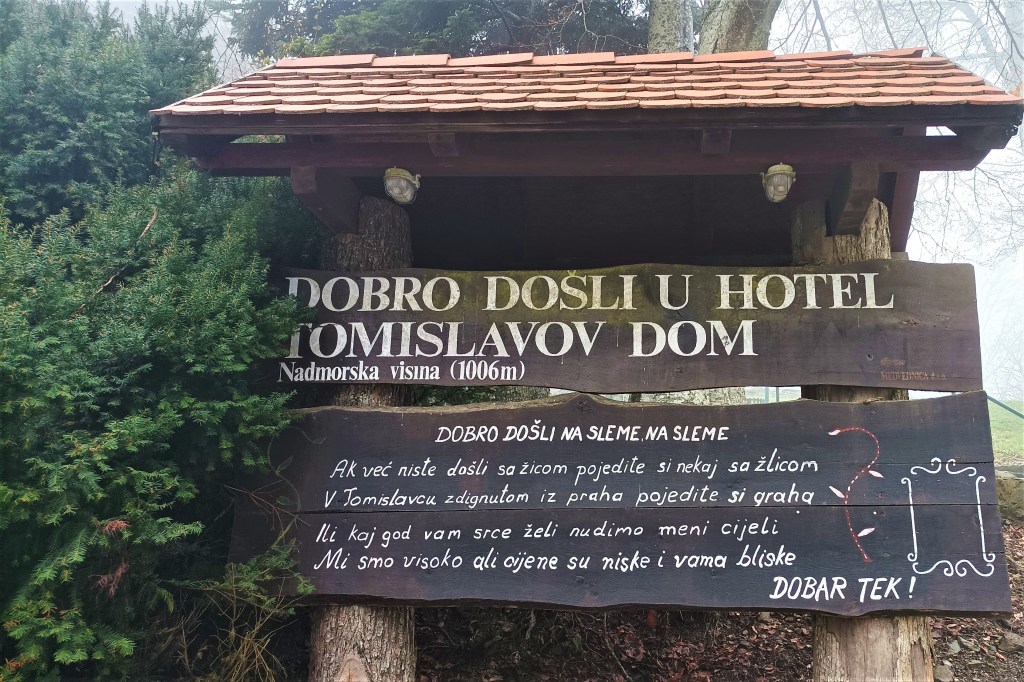 DOBRO DOŠLI U HOTEL
TOMISLAVOV DOM
Nadmorska visina (1006m)
MEDVEDNICA
DOBRO DOŠLI NA SLEME, NA SLEME
Ak već niste došli sa žicom pojedite si nekaj sa žlicom
V Tomislavcu zdignutom iz praha pojedite si graha
Ili kaj god vam srce želi nudimo meni cijeli
Mi smo visoko ali cijene su niske i vama bliske
DOBAR TEK!